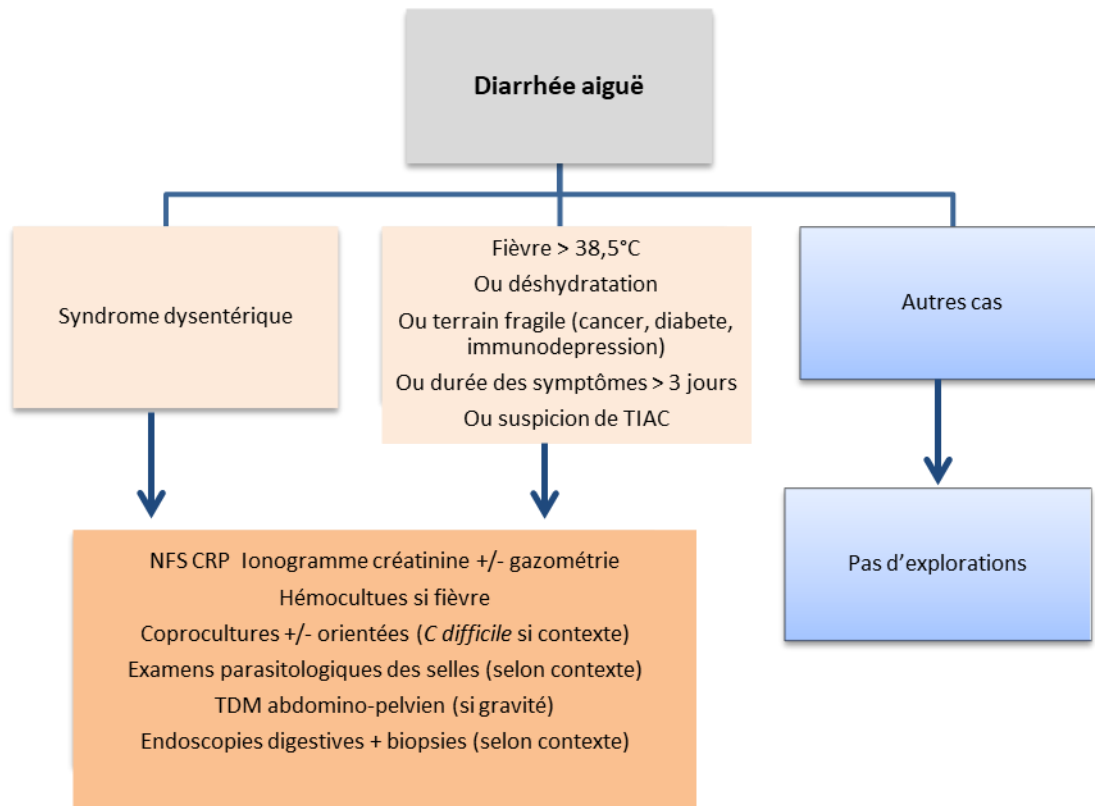 Diarrhée aiguë
Syndrome dysentérique
Fièvre > 38,5°C
Ou déshydratation
Ou terrain fragile (cancer, diabete,
immunodepression)
Ou durée des symptômes > 3 jours
Ou suspicion de TIAC
Autres cas
NFS CRP Ionogramme créatinine +/- gazométrie
Hémocultues si fièvre
Coprocultures +/- orientées (C difficile si contexte)
Examens parasitologiques des selles (selon contexte)
TDM abdomino-pelvien (si gravité)
Endoscopies digestives + biopsies (selon contexte)
Pas d’explorations